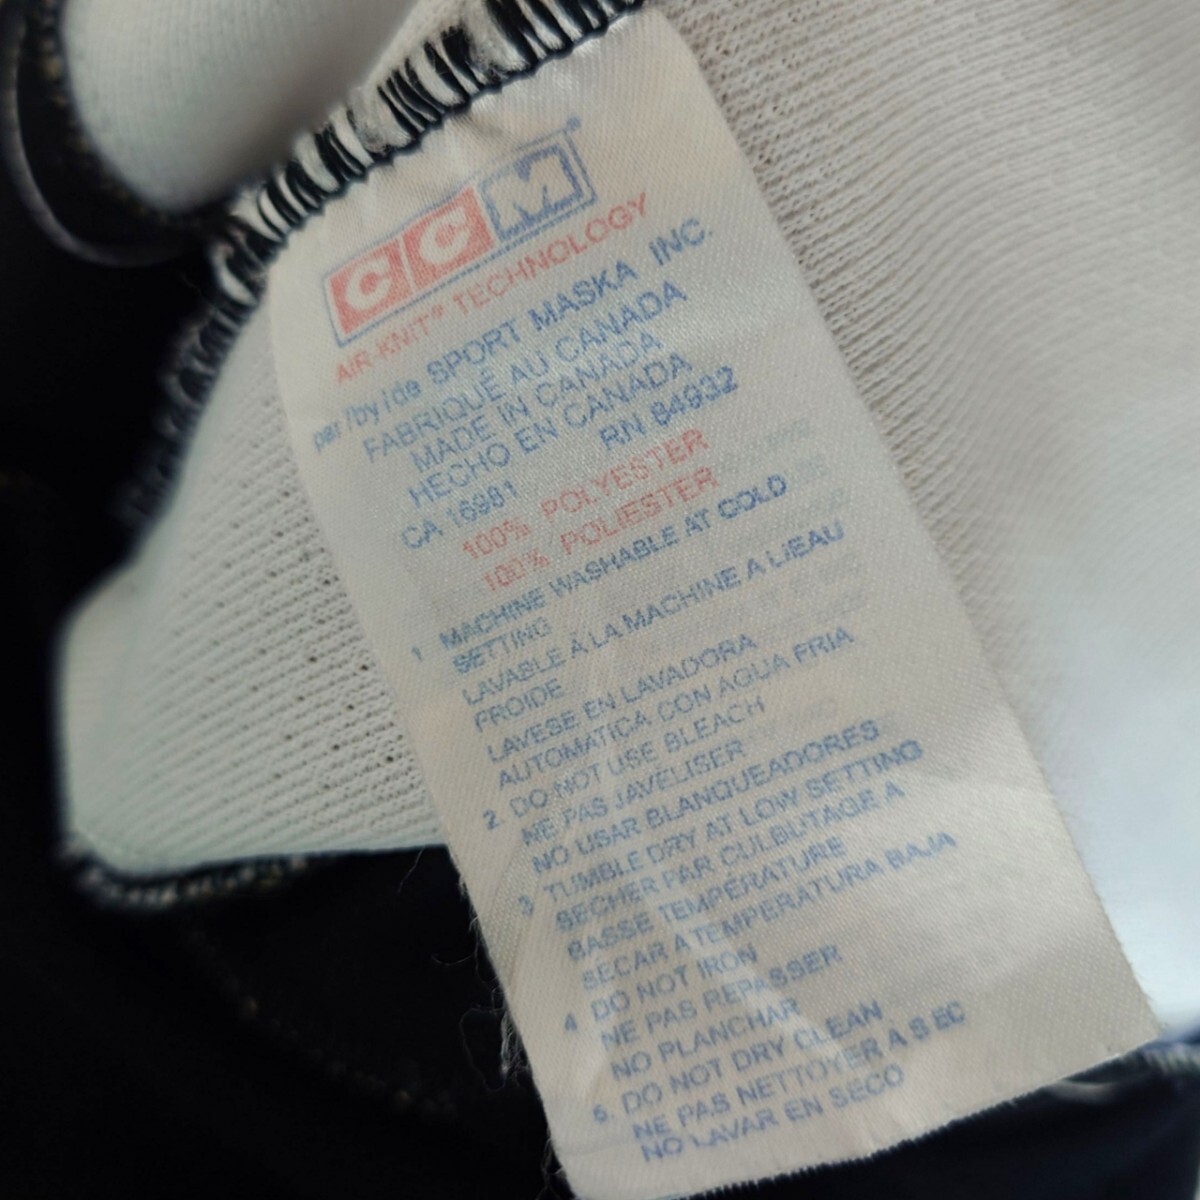 CCM
AIR KNIT® TECHNOLOGY
par/by/de SPORT MASKA INC.
FABRIQUÉ AU CANADA
MADE IN CANADA
HECHO EN CANADA
CA 16981 RN 84932
100% POLYESTER
100% POLIESTER
1 MACHINE WASHABLE AT COLD
SETTING
LAVABLE À LA MACHINE A L'EAU
FROIDE
LAVESE EN LAVADORA
AUTOMATICA CON AGUA FRIA
2 DO NOT USE BLEACH
NE PAS JAVELISER
NO USAR BLANQUEADORES
3 TUMBLE DRY AT LOW SETTING
SECHER PAR CULBUTAGE A
BASSE TEMPÉRATURE
SECAR A TEMPERATURA BAJA
4 DO NOT IRON
NE PAS REPASSER
NO PLANCHAR
5. DO NOT DRY CLEAN
NE PAS NETTOYER À SEC
NO LAVAR EN SECO